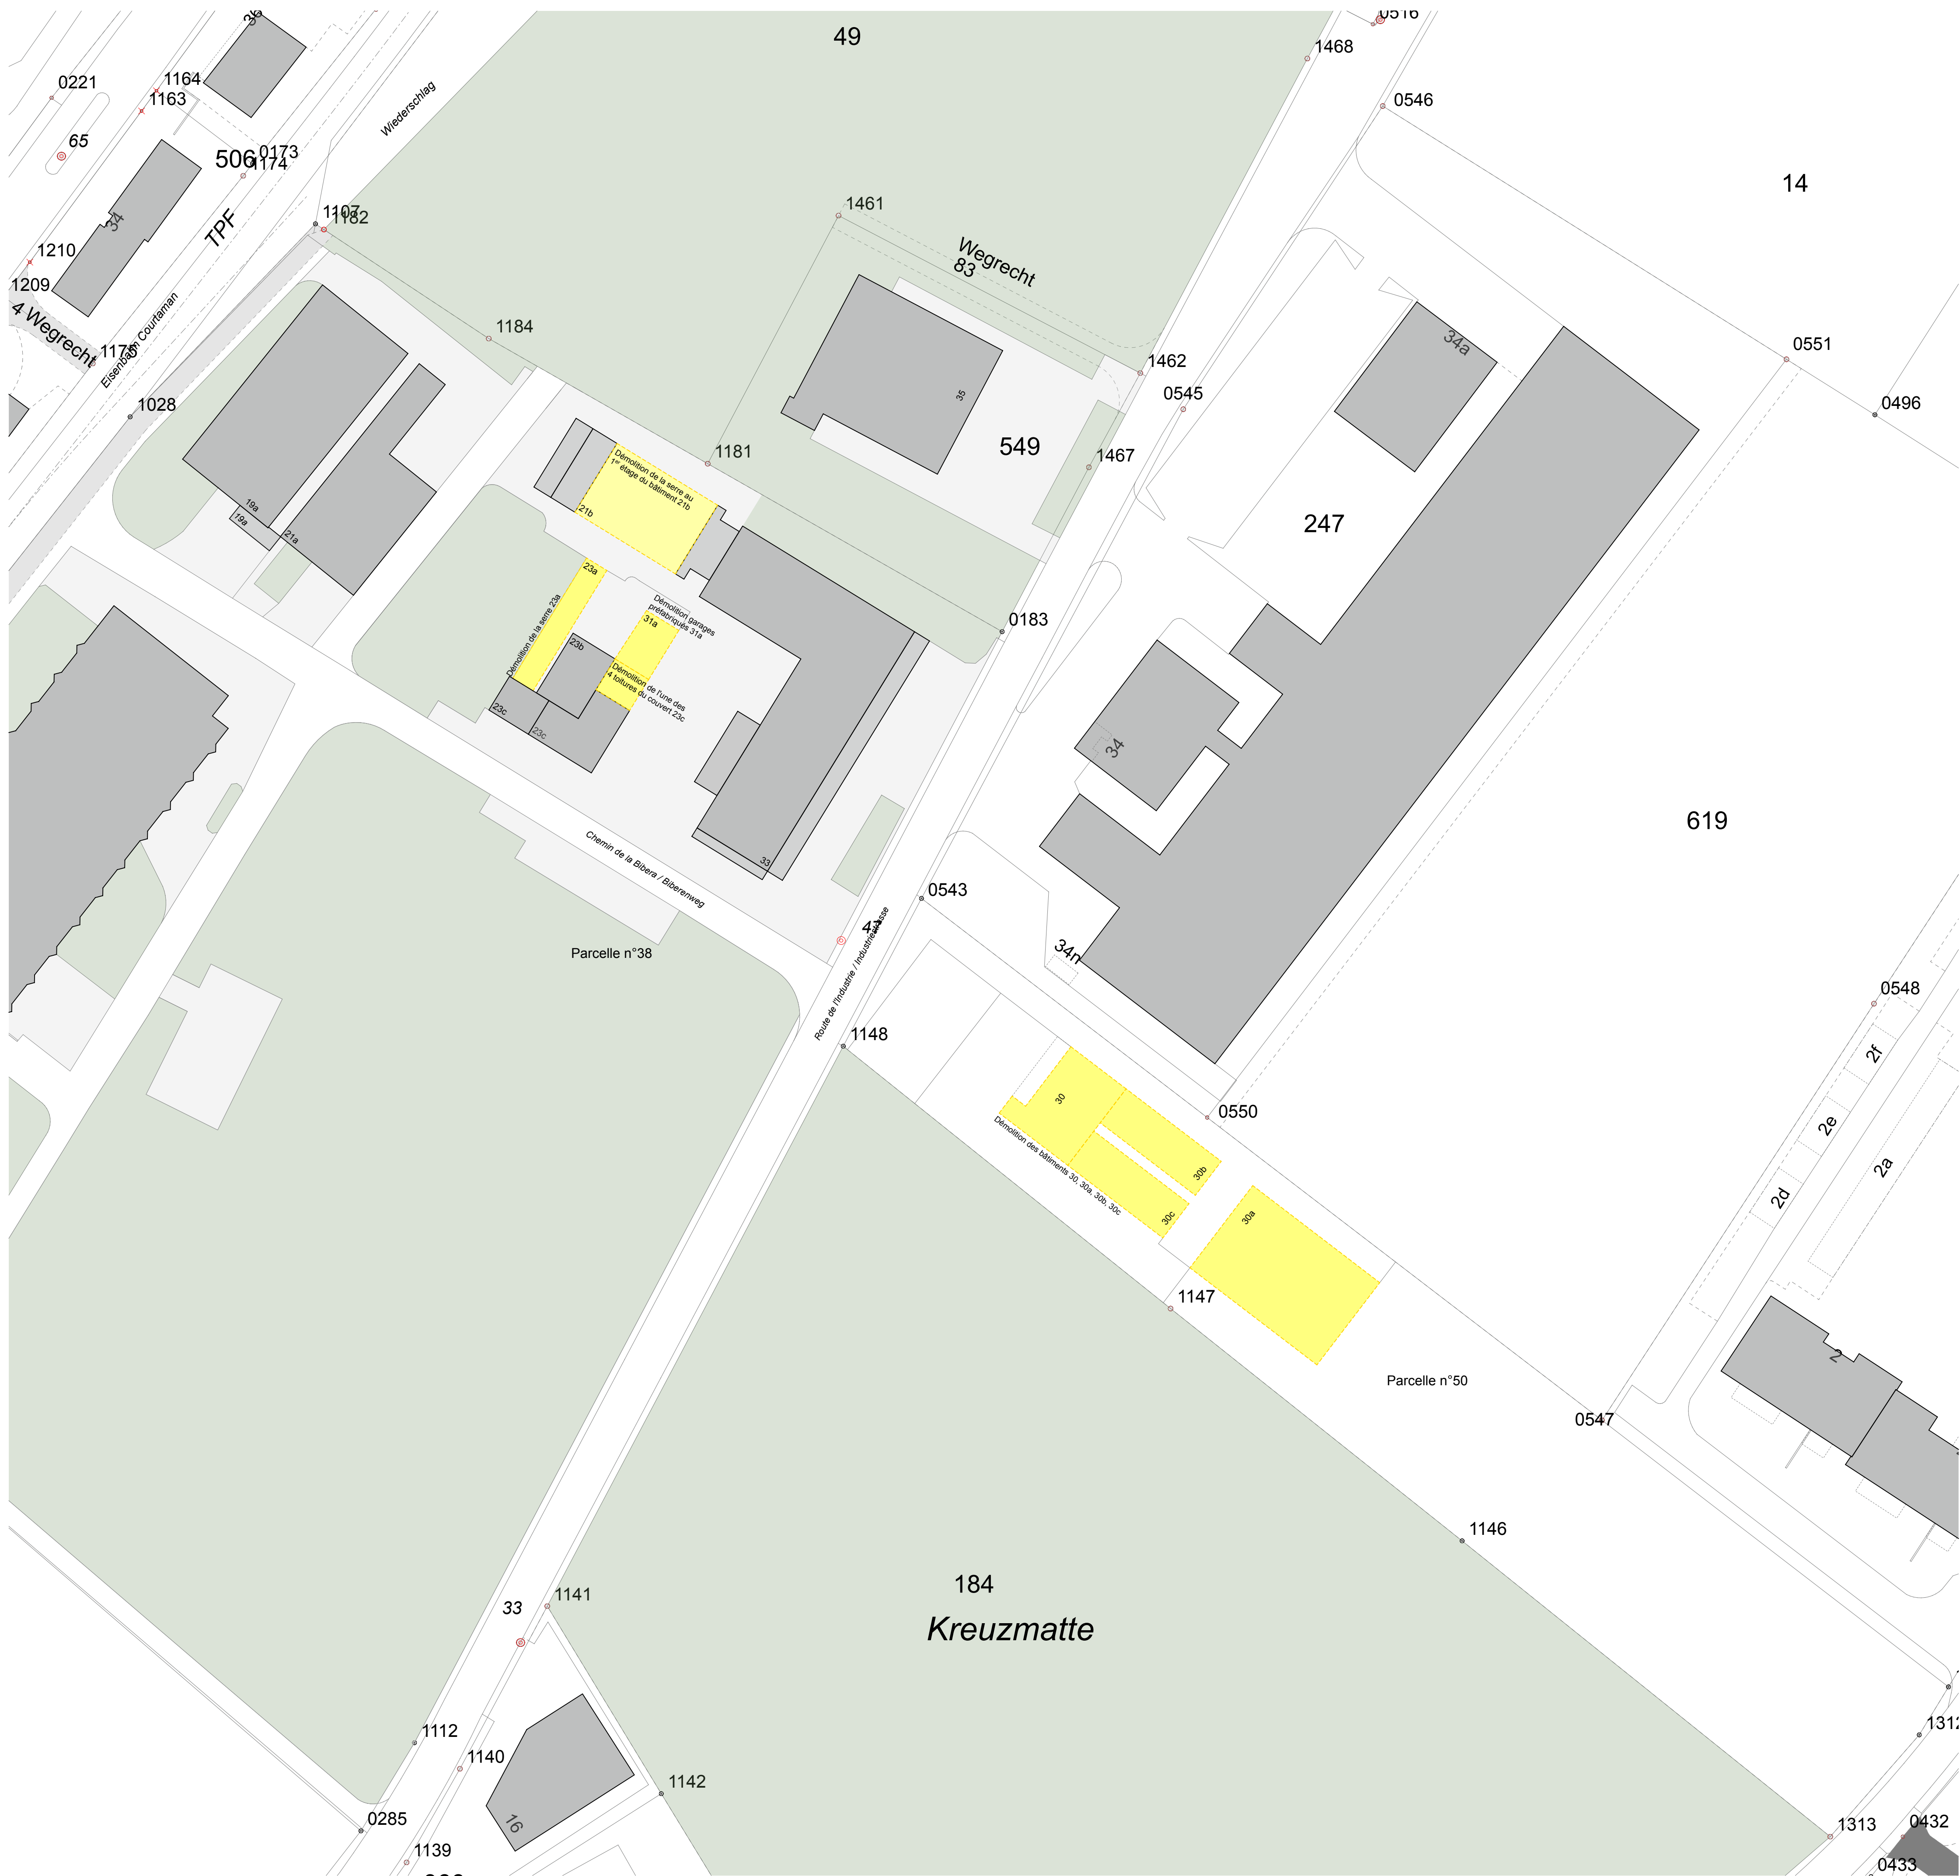 49
0516
1468
0546
14
36
1164
0221
1163
65
506
0173
1174
Wiederschlag
TPF
34
1107
1182
1210
1209
4 Wegrecht
Eisenbahn Courtaman
1028
1461
Wegrecht
83
1462
0545
1184
1181
1467
549
35
34a
0551
0496
247
619
19a
19a
21a
Démolition de la serre au
1er étage du bâtiment 21b
21b
23a
Démolition de la serre 23a
Démolition garages
préfabriqués 31a
31a
23b
Démolition de l'une des
4 toitures du couvert 23c
23c
23c
0183
34
33
Chemin de la Bibera / Biberenweg
Route de l'Industrie / Industriestrasse
0543
34n
Parcelle n°38
1148
0550
30
30b
30c
30a
Démolition des bâtiments 30, 30a, 30b, 30c
0548
2f
2e
2d
2a
2
1147
Parcelle n°50
0547
1146
184
Kreuzmatte
1141
33
1112
1140
1142
16
0285
1139
1312
1313
0432
0433